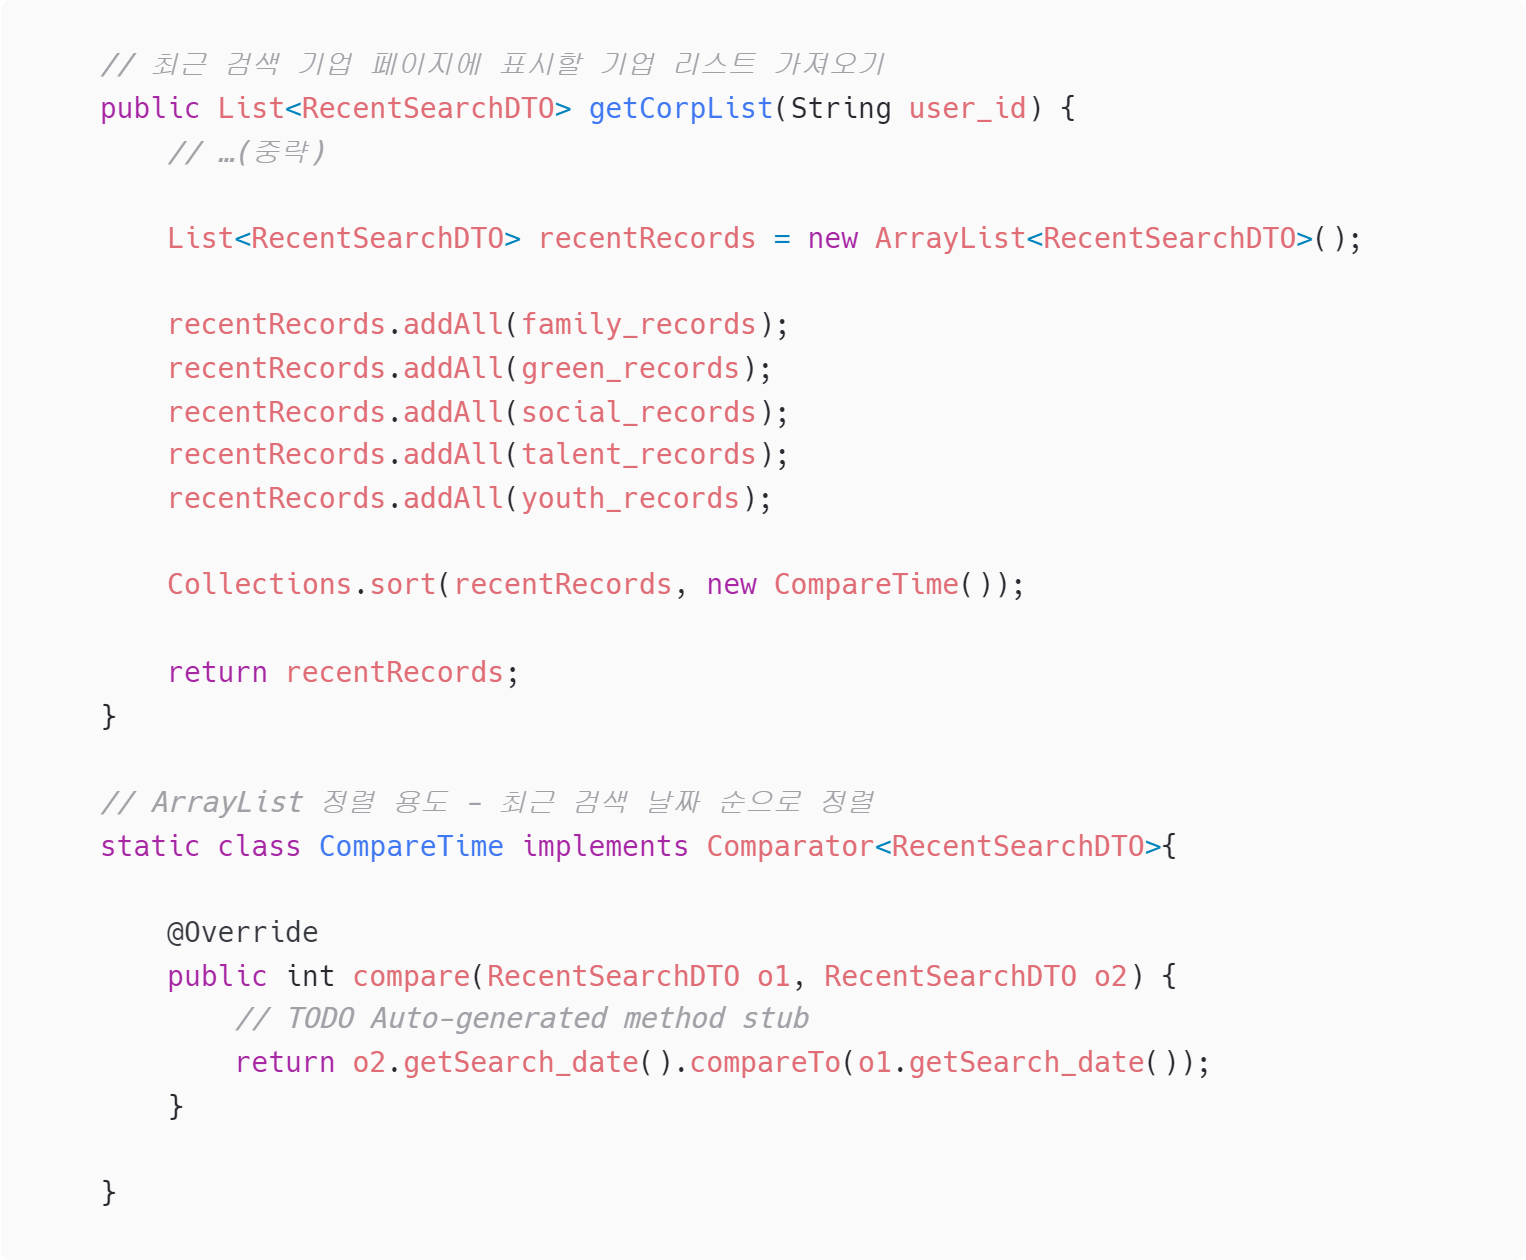 // 최근 검색 기업 페이지에 표시할 기업 리스트 가져오기
public List<RecentSearchDTO> getCorpList(String user_id) {
    // …(중략)
    List<RecentSearchDTO> recentRecords = new ArrayList<RecentSearchDTO>();
    recentRecords.addAll(family_records);
    recentRecords.addAll(green_records);
    recentRecords.addAll(social_records);
    recentRecords.addAll(talent_records);
    recentRecords.addAll(youth_records);
    Collections.sort(recentRecords, new CompareTime());
    return recentRecords;
}
// ArrayList 정렬 용도 - 최근 검색 날짜 순으로 정렬
static class CompareTime implements Comparator<RecentSearchDTO>{
    @Override
    public int compare(RecentSearchDTO o1, RecentSearchDTO o2) {
        // TODO Auto-generated method stub
        return o2.getSearch_date().compareTo(o1.getSearch_date());
    }
}